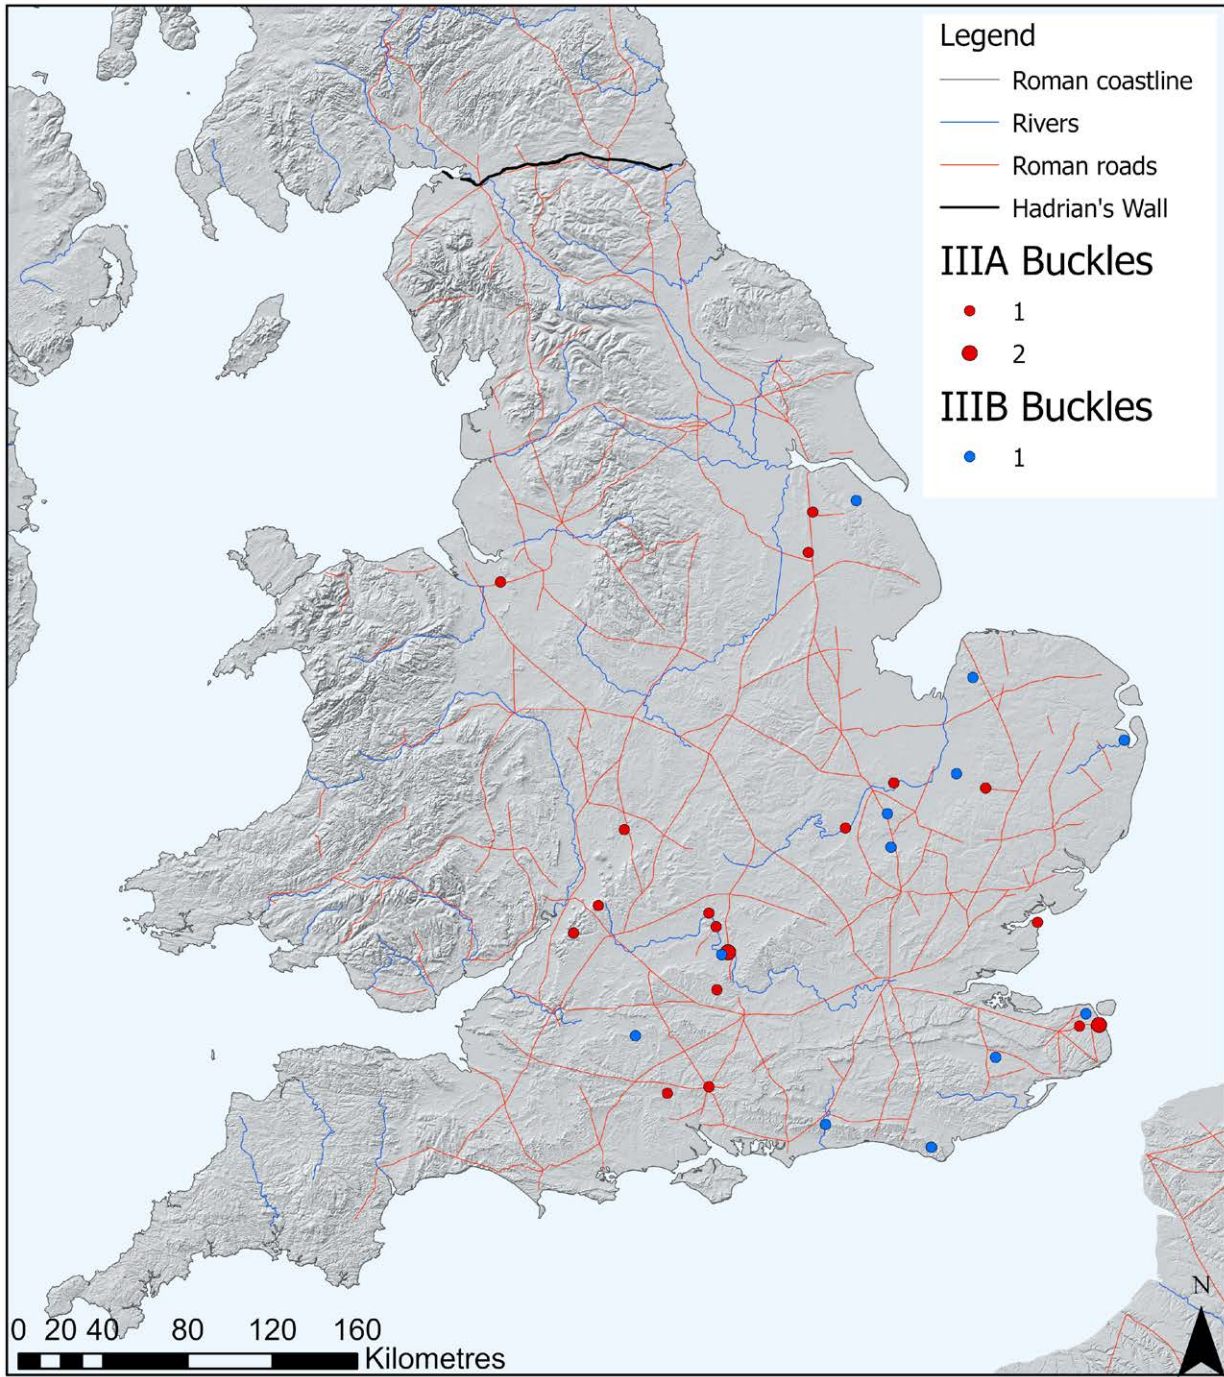 Legend
Roman coastline
Rivers
Roman roads
Hadrian's Wall
IIIA Buckles
1
2
IIIB Buckles
1
N
0 20 40 80 120 160
Kilometres